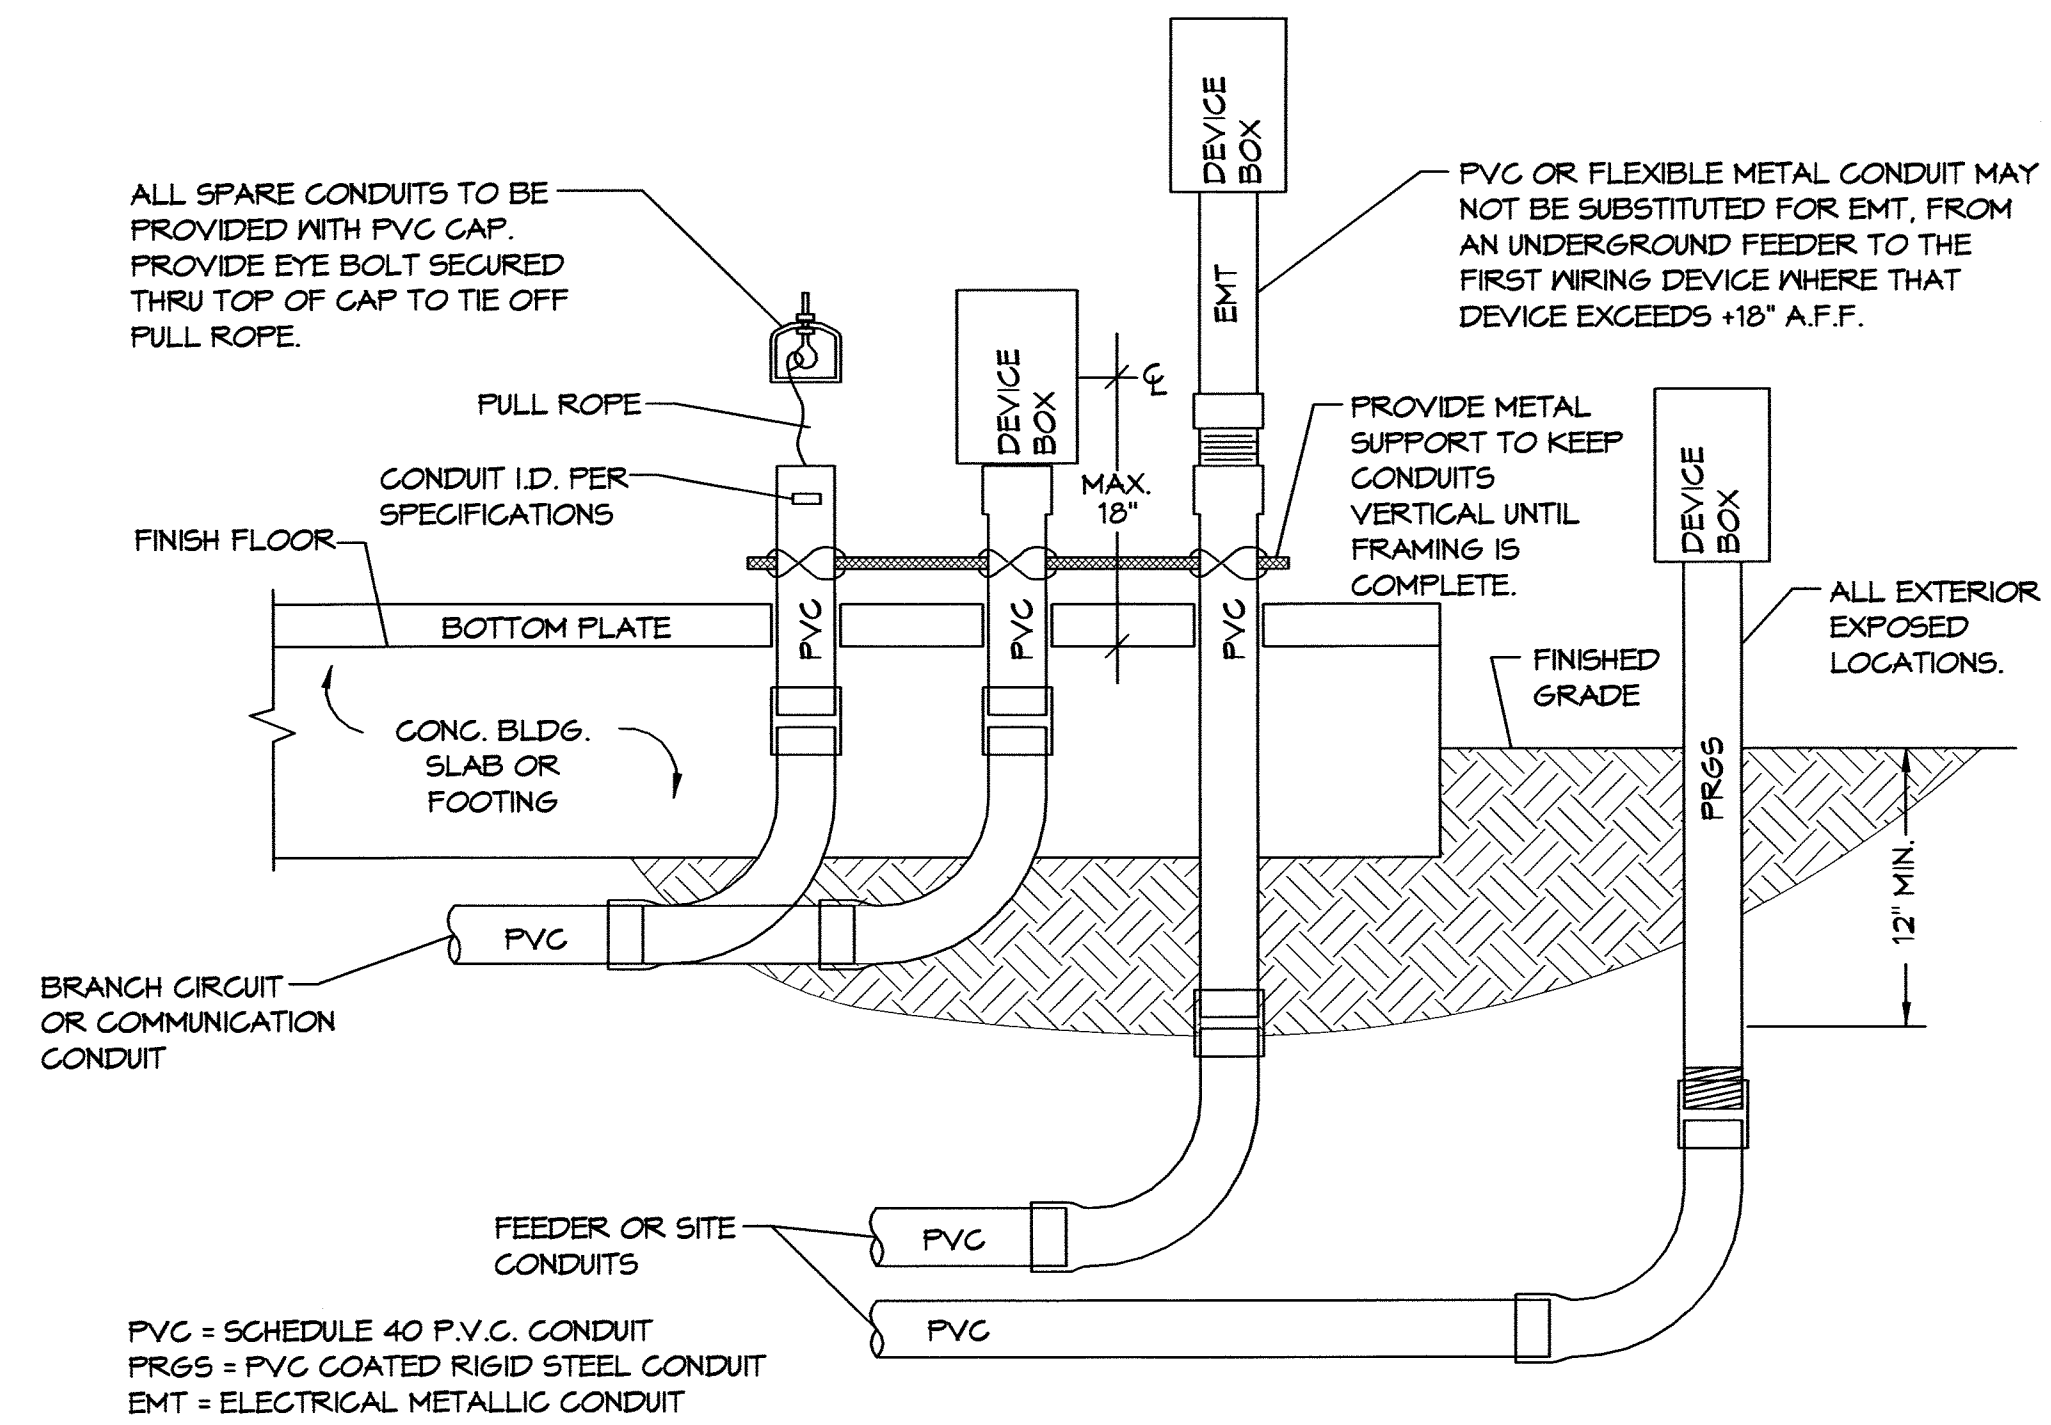 DEVICE
BOX
ALL SPARE CONDUITS TO BE
PROVIDED WITH PVC CAP.
PROVIDE EYE BOLT SECURED
THRU TOP OF CAP TO TIE OFF
PULL ROPE.
PVC OR FLEXIBLE METAL CONDUIT MAY
NOT BE SUBSTITUTED FOR EMT, FROM
AN UNDERGROUND FEEDER TO THE
FIRST WIRING DEVICE WHERE THAT
DEVICE EXCEEDS +18" A.F.F.
EMT
DEVICE
BOX
℄
PULL ROPE
PROVIDE METAL
SUPPORT TO KEEP
CONDUITS
VERTICAL UNTIL
FRAMING IS
COMPLETE.
CONDUIT I.D. PER
SPECIFICATIONS
MAX.
18"
DEVICE
BOX
FINISH FLOOR
ALL EXTERIOR
EXPOSED
LOCATIONS.
BOTTOM PLATE
PVC
PVC
PVC
FINISHED
GRADE
CONC. BLDG.
SLAB OR
FOOTING
PRGS
12" MIN.
PVC
BRANCH CIRCUIT
OR COMMUNICATION
CONDUIT
FEEDER OR SITE
CONDUITS
PVC
PVC
PVC = SCHEDULE 40 P.V.C. CONDUIT
PRGS = PVC COATED RIGID STEEL CONDUIT
EMT = ELECTRICAL METALLIC CONDUIT